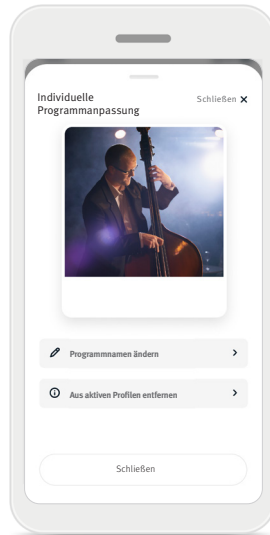 Individuelle
Programmanpassung
Schließen ×
Programmnamen ändern
Aus aktiven Profilen entfernen
Schließen